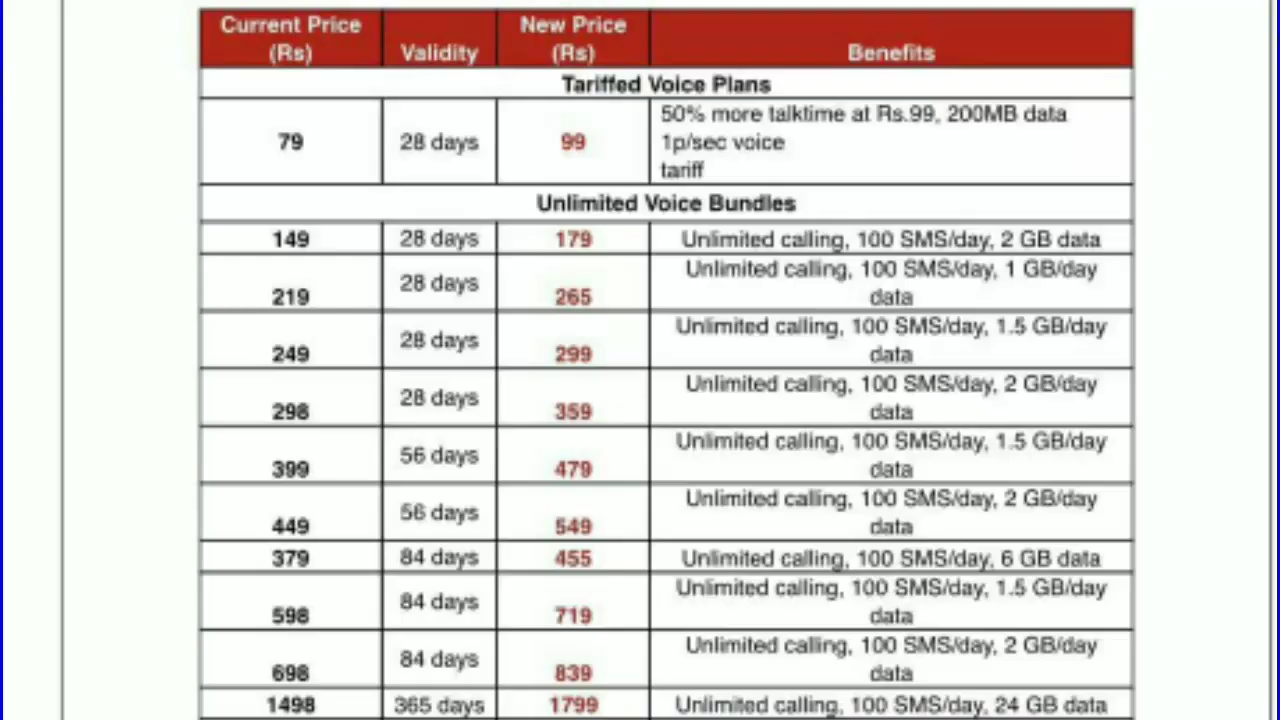 Current Price (Rs) Validity New Price (Rs) Benefits
Tariffed Voice Plans
79 28 days 99 50% more talktime at Rs.99, 200MB data
1p/sec voice
tariff
Unlimited Voice Bundles
149 28 days 179 Unlimited calling, 100 SMS/day, 2 GB data
219 28 days 265 Unlimited calling, 100 SMS/day, 1 GB/day
data
249 28 days 299 Unlimited calling, 100 SMS/day, 1.5 GB/day
data
298 28 days 359 Unlimited calling, 100 SMS/day, 2 GB/day
data
399 56 days 479 Unlimited calling, 100 SMS/day, 1.5 GB/day
data
449 56 days 549 Unlimited calling, 100 SMS/day, 2 GB/day
data
379 84 days 455 Unlimited calling, 100 SMS/day, 6 GB data
598 84 days 719 Unlimited calling, 100 SMS/day, 1.5 GB/day
data
698 84 days 839 Unlimited calling, 100 SMS/day, 2 GB/day
data
1498 365 days 1799 Unlimited calling, 100 SMS/day, 24 GB data